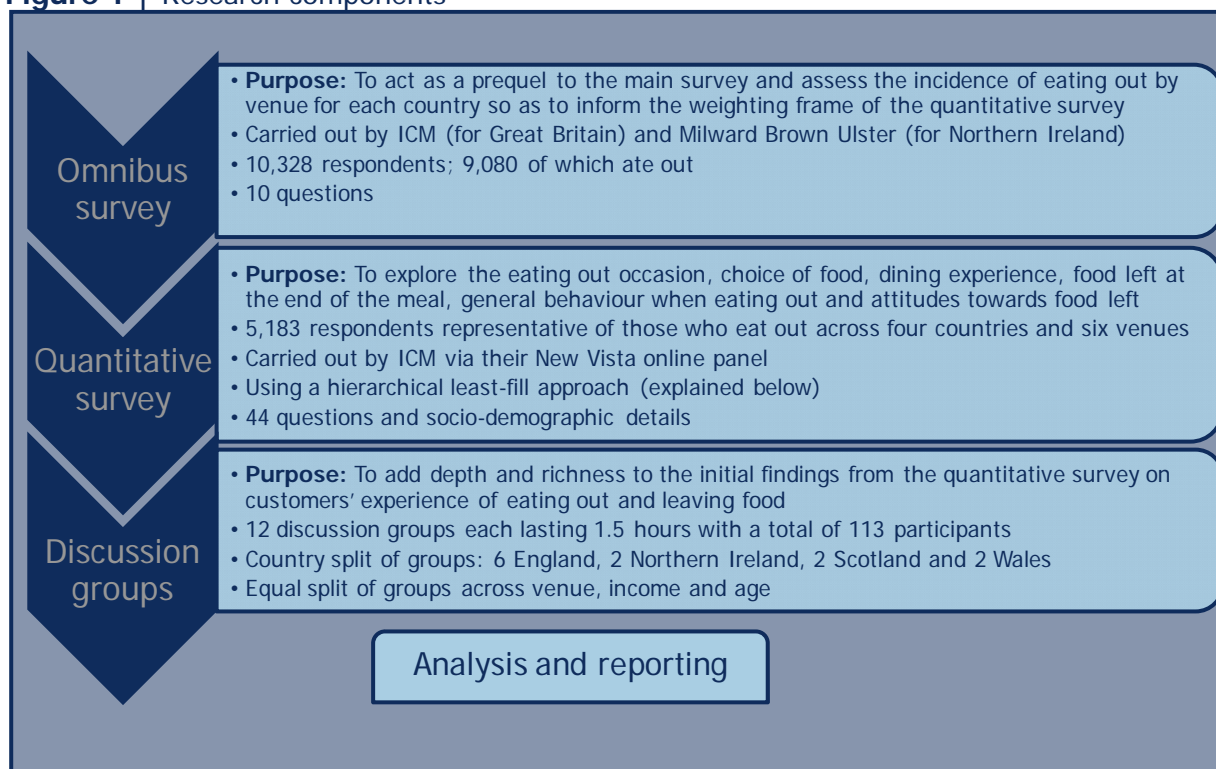 Figure 1 | Research components
• Purpose: To act as a prequel to the main survey and assess the incidence of eating out by
venue for each country so as to inform the weighting frame of the quantitative survey
• Carried out by ICM (for Great Britain) and Milward Brown Ulster (for Northern Ireland)
• 10,328 respondents; 9,080 of which ate out
• 10 questions
Omnibus
survey
• Purpose: To explore the eating out occasion, choice of food, dining experience, food left at
the end of the meal, general behaviour when eating out and attitudes towards food left
• 5,183 respondents representative of those who eat out across four countries and six venues
• Carried out by ICM via their New Vista online panel
• Using a hierarchical least-fill approach (explained below)
• 44 questions and socio-demographic details
Quantitative
survey
• Purpose: To add depth and richness to the initial findings from the quantitative survey on
customers' experience of eating out and leaving food
• 12 discussion groups each lasting 1.5 hours with a total of 113 participants
• Country split of groups: 6 England, 2 Northern Ireland, 2 Scotland and 2 Wales
• Equal split of groups across venue, income and age
Discussion
groups
Analysis and reporting